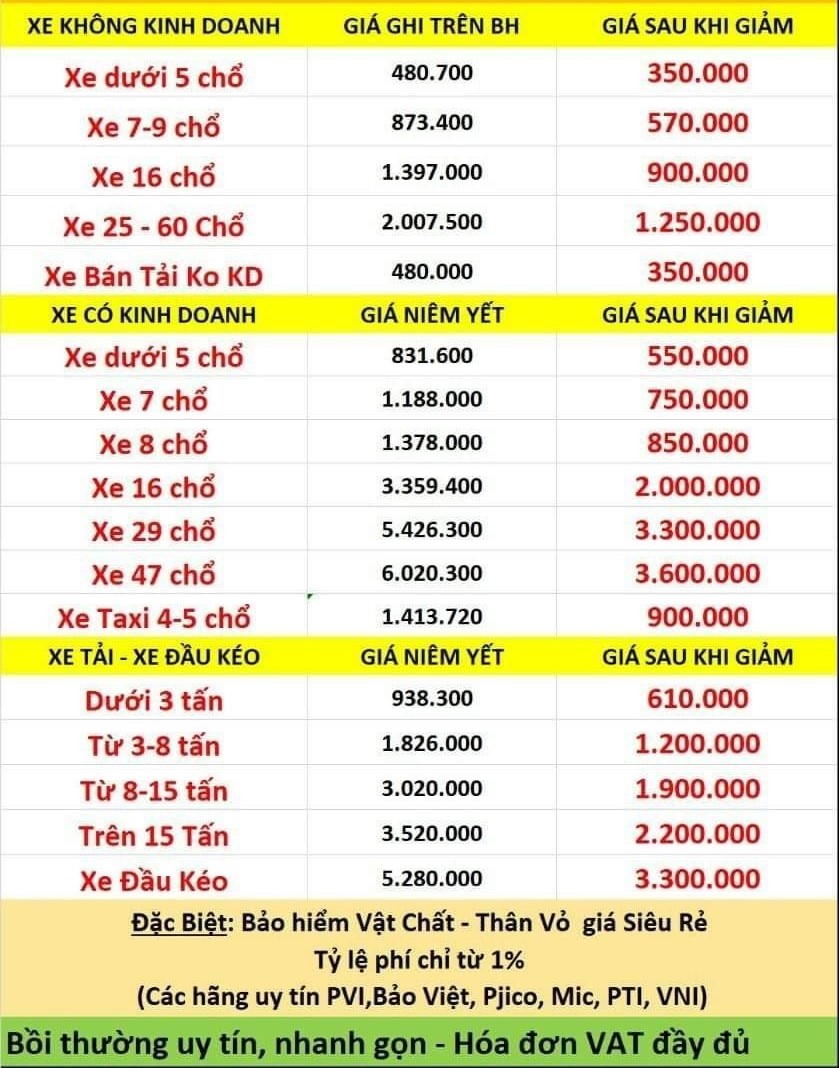 XE KHÔNG KINH DOANH GIÁ GHI TRÊN BH GIÁ SAU KHI GIẢM
Xe dưới 5 chổ 480.700 350.000
Xe 7-9 chổ 873.400 570.000
Xe 16 chổ 1.397.000 900.000
Xe 25 - 60 Chổ 2.007.500 1.250.000
Xe Bán Tải Ko KD 480.000 350.000
XE CÓ KINH DOANH GIÁ NIÊM YẾT GIÁ SAU KHI GIẢM
Xe dưới 5 chổ 831.600 550.000
Xe 7 chổ 1.188.000 750.000
Xe 8 chổ 1.378.000 850.000
Xe 16 chổ 3.359.400 2.000.000
Xe 29 chổ 5.426.300 3.300.000
Xe 47 chổ 6.020.300 3.600.000
Xe Taxi 4-5 chổ 1.413.720 900.000
XE TẢI - XE ĐẦU KÉO GIÁ NIÊM YẾT GIÁ SAU KHI GIẢM
Dưới 3 tấn 938.300 610.000
Từ 3-8 tấn 1.826.000 1.200.000
Từ 8-15 tấn 3.020.000 1.900.000
Trên 15 Tấn 3.520.000 2.200.000
Xe Đầu Kéo 5.280.000 3.300.000
Đặc Biệt: Bảo hiểm Vật Chất - Thân Vỏ giá Siêu Rẻ
Tỷ lệ phí chỉ từ 1%
(Các hãng uy tín PVI,Bảo Việt, Pjico, Mic, PTI, VNI)
Bồi thường uy tín, nhanh gọn - Hóa đơn VAT đầy đủ